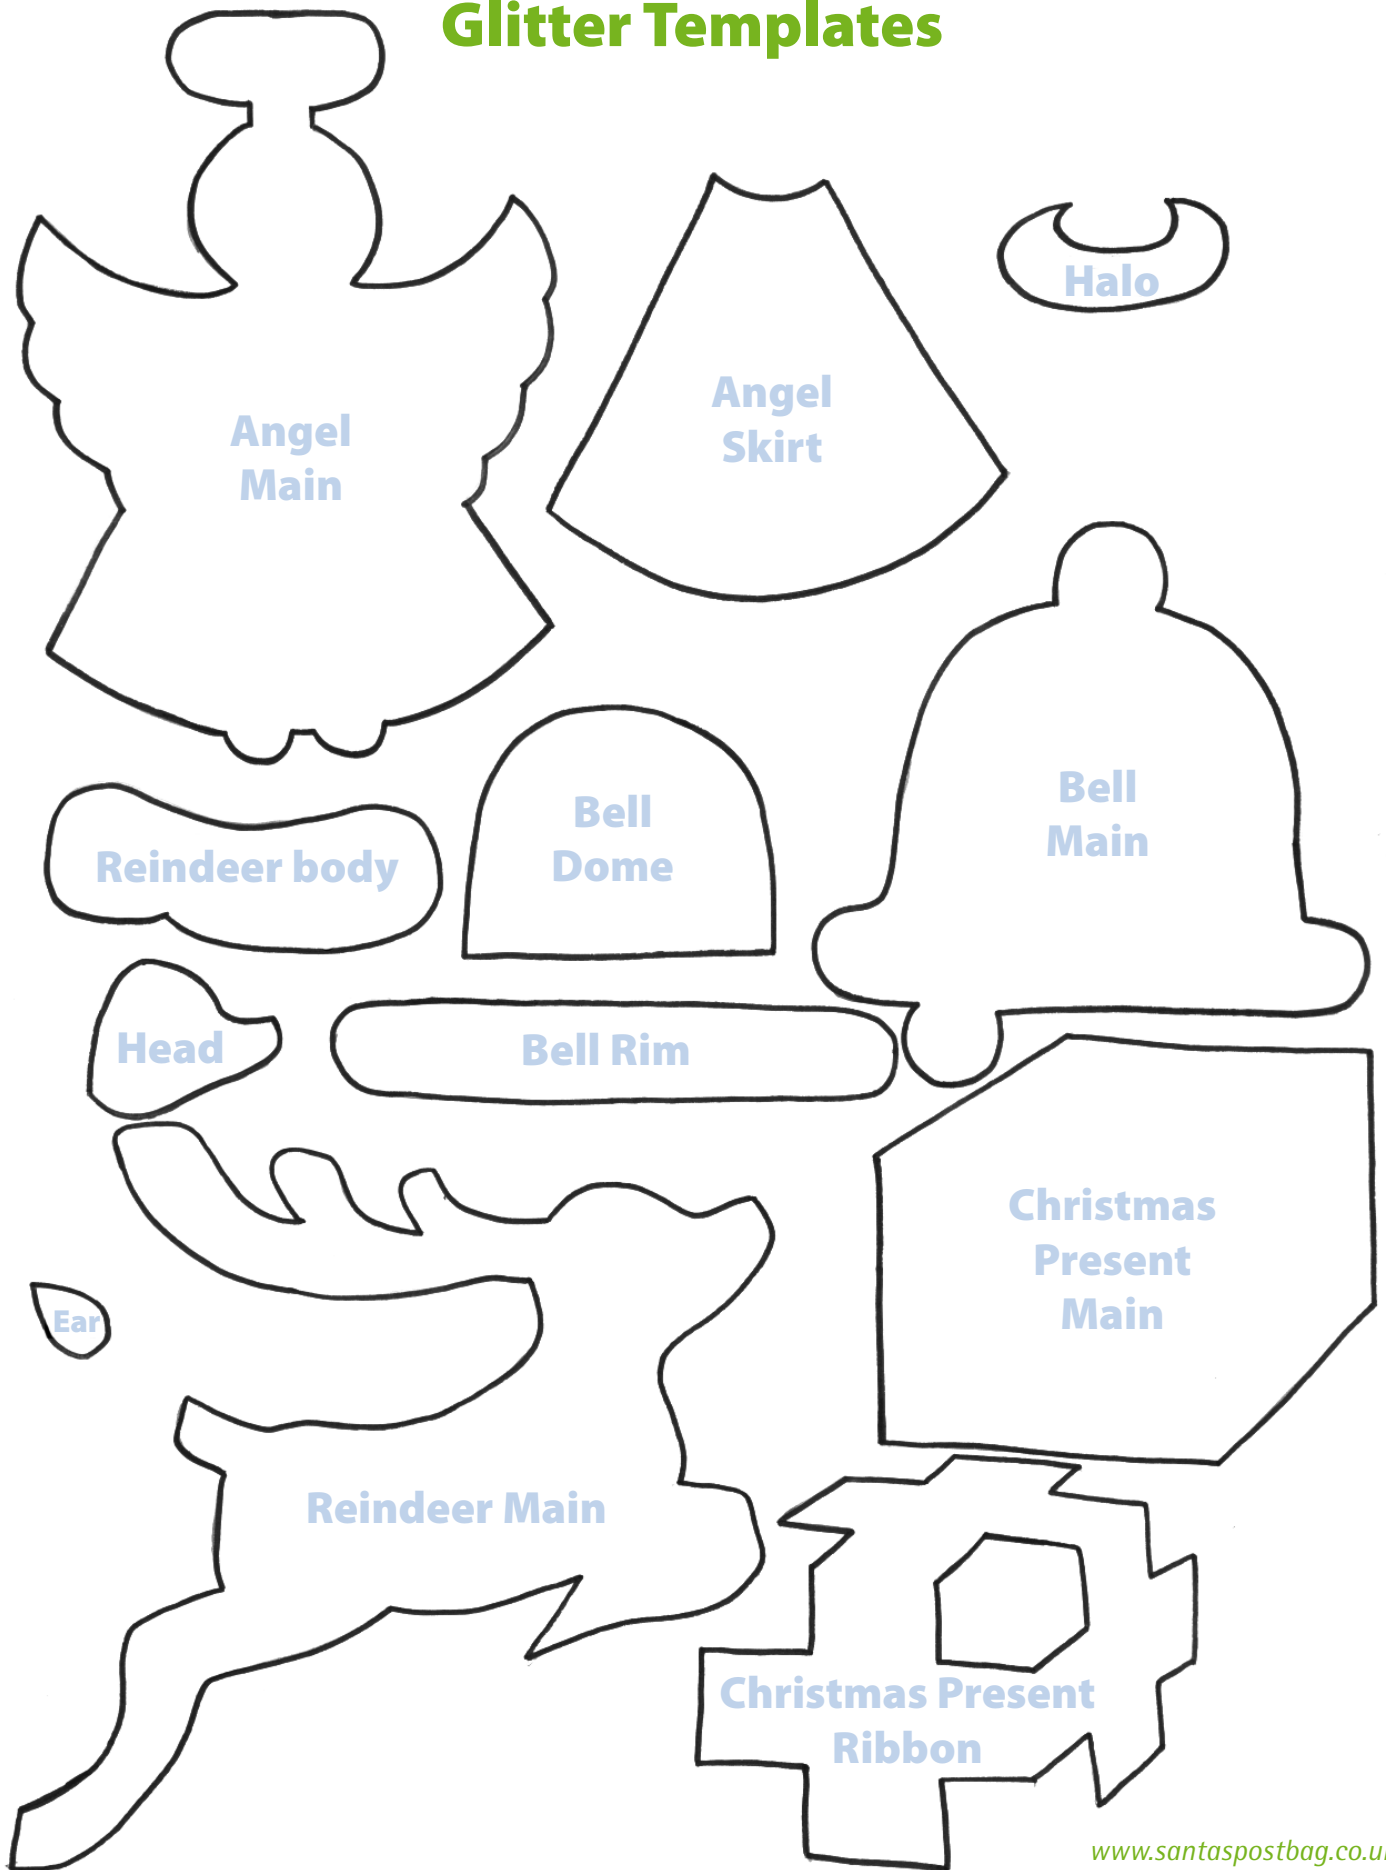 Glitter Templates
Halo
Angel
Skirt
Angel
Main
Bell
Main
Bell
Dome
Reindeer body
Head
Bell Rim
Christmas
Present
Main
Ear
Reindeer Main
Christmas Present
Ribbon
www.santaspostbag.co.u